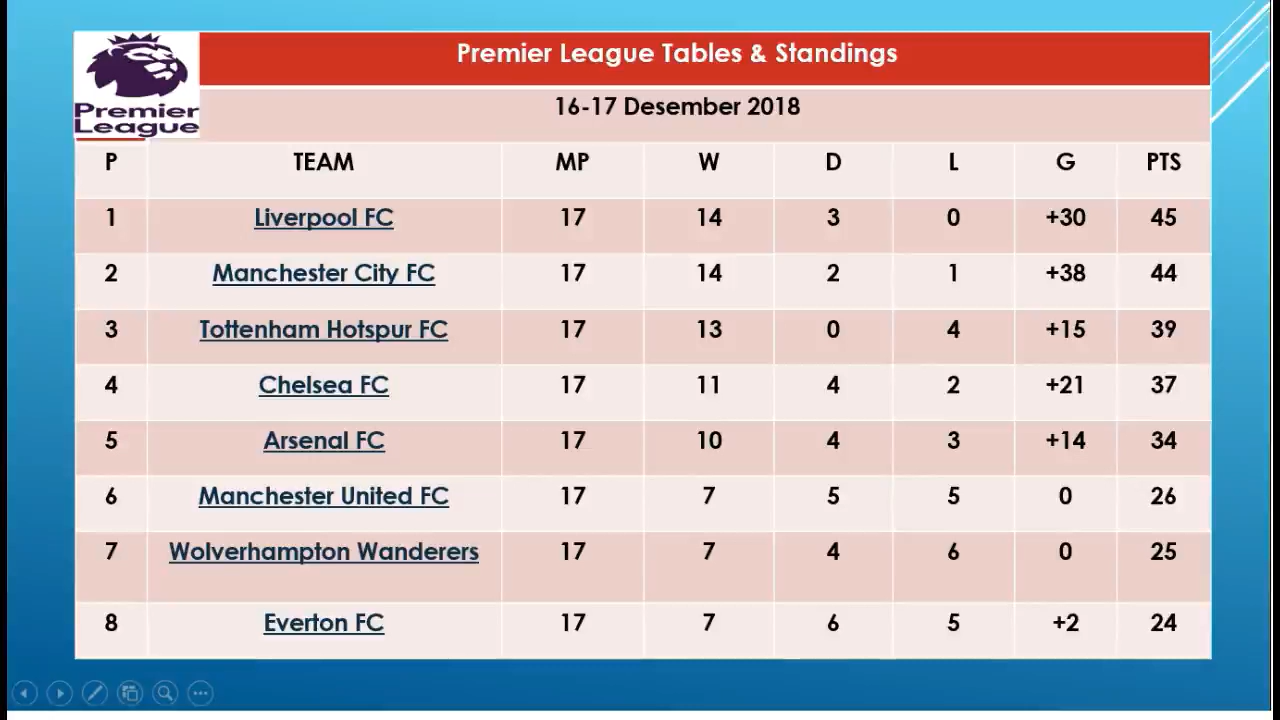 Premier League Tables & Standings
Premier
League
16-17 Desember 2018
P TEAM MP W D L G PTS
1 Liverpool FC 17 14 3 0 +30 45
2 Manchester City FC 17 14 2 1 +38 44
3 Tottenham Hotspur FC 17 13 0 4 +15 39
4 Chelsea FC 17 11 4 2 +21 37
5 Arsenal FC 17 10 4 3 +14 34
6 Manchester United FC 17 7 5 5 0 26
7 Wolverhampton Wanderers 17 7 4 6 0 25
8 Everton FC 17 7 6 5 +2 24